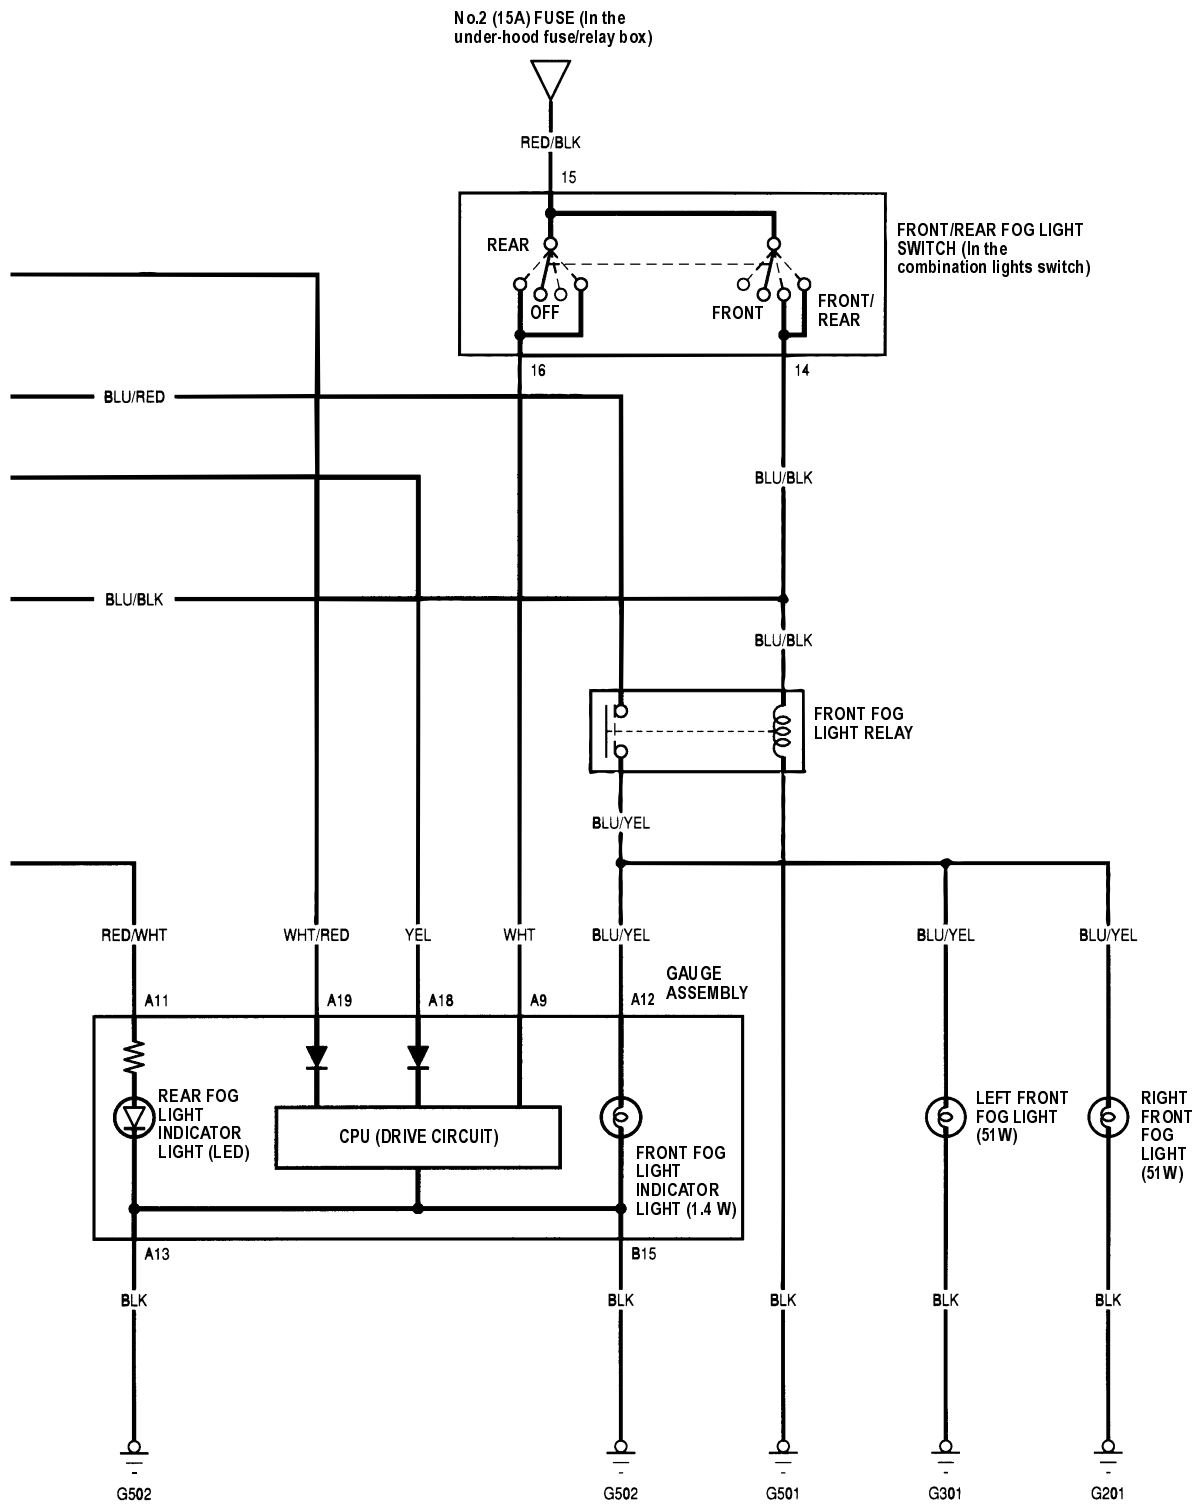 No.2 (15A) FUSE (In the
under-hood fuse/relay box)
RED/BLK
15
REAR
OFF
FRONT
FRONT/
REAR
FRONT/REAR FOG LIGHT
SWITCH (In the
combination lights switch)
16
14
BLU/RED
BLU/BLK
BLU/BLK
BLU/BLK
FRONT FOG
LIGHT RELAY
BLU/YEL
RED/WHT
WHT/RED
YEL
WHT
BLU/YEL
BLU/YEL
BLU/YEL
GAUGE
ASSEMBLY
A11
A19
A18
A9
A12
REAR FOG
LIGHT
INDICATOR
LIGHT (LED)
CPU (DRIVE CIRCUIT)
FRONT FOG
LIGHT
INDICATOR
LIGHT (1.4 W)
LEFT FRONT
FOG LIGHT
(51W)
RIGHT
FRONT
FOG
LIGHT
(51W)
A13
B15
BLK
BLK
BLK
BLK
BLK
G502
G502
G501
G301
G201